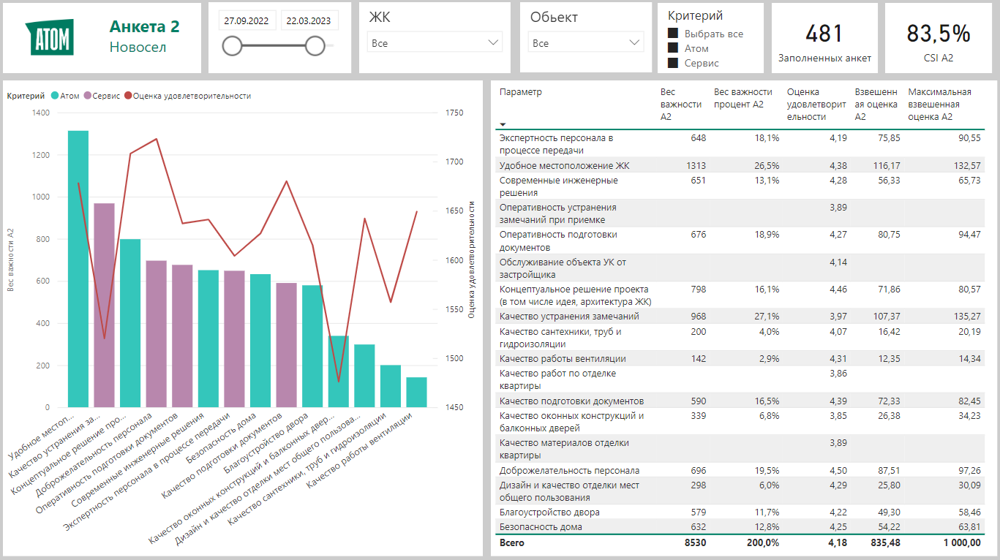 АТОМ
Анкета 2
Новосел
27.09.2022
22.03.2023
ЖК
Все
Обьект
Все
Критерий
Выбрать все
Атом
Сервис
481
Заполненных анкет
83,5%
CSI A2
Критерий Атом Сервис Оценка удовлетворительности
Вес важности A2
1400
1200
1000
800
600
400
200
0
1750
1700
1650
1600
1550
1500
1450
Оценка удовлетворительности
Удобное местоп...
Качество устранения за...
Концептуальное решение про...
Доброжелательность персонала
Оперативность подготовки документов
Современные инженерные решения
Экспертность персонала в процессе передачи
Безопасность дома
Качество подготовки документов
Благоустройство двора
Качество оконных конструкций и балконных двер...
Дизайн и качество отделки мест общего пользова...
Качество сантехники, труб и гидроизоляции
Качество работы вентиляции
Параметр
Вес
важности
A2
Вес важности
процент A2
Оценка
удовлетворит
ельности
Взвешенн
ая оценка
A2
Максимальная
взвешенная
оценка A2
Экспертность персонала в 648 18,1% 4,19 75,85 90,55
процессе передачи
Удобное местоположение ЖК 1313 26,5% 4,38 116,17 132,57
Современные инженерные 651 13,1% 4,28 56,33 65,73
решения
Оперативность устранения 3,89
замечаний при приемке
Оперативность подготовки 676 18,9% 4,27 80,75 94,47
документов
Обслуживание объекта УК от 4,14
застройщика
Концептуальное решение проекта 798 16,1% 4,46 71,86 80,57
(в том числе идея, архитектура ЖК)
Качество устранения замечаний 968 27,1% 3,97 107,37 135,27
Качество сантехники, труб и 200 4,0% 4,07 16,42 20,19
гидроизоляции
Качество работы вентиляции 142 2,9% 4,31 12,35 14,34
Качество работ по отделке 3,86
квартиры
Качество подготовки документов 590 16,5% 4,39 72,33 82,45
Качество оконных конструкций и 339 6,8% 3,85 26,38 34,23
балконных дверей
Качество материалов отделки 3,89
квартиры
Доброжелательность персонала 696 19,5% 4,50 87,51 97,26
Дизайн и качество отделки мест 298 6,0% 4,29 25,80 30,09
общего пользования
Благоустройство двора 579 11,7% 4,22 49,30 58,46
Безопасность дома 632 12,8% 4,25 54,22 63,81
Всего 8530 200,0% 4,18 835,48 1 000,00